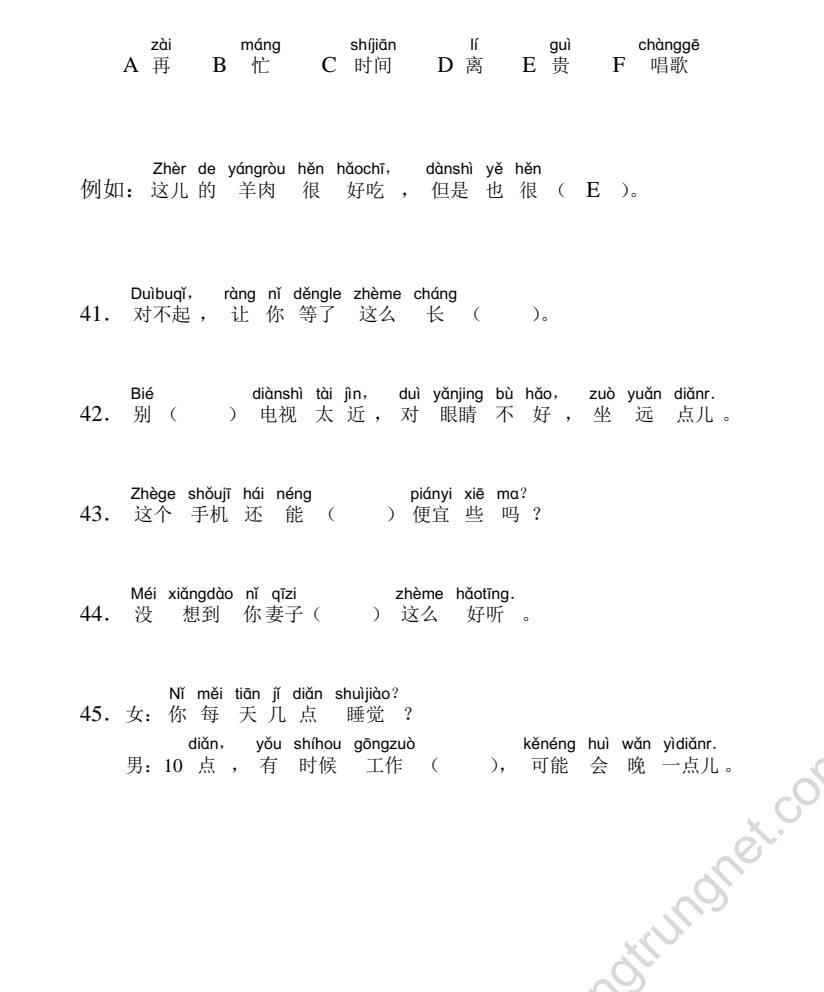 zài máng shíjiān lí guì chànggē
A 再 B 忙 C 时间 D 离 E 贵 F 唱歌
Zhèr de yángròu hěn hǎochī, dànshì yě hěn
例如：这儿 的 羊肉 很 好吃 ， 但是 也 很 （ E ）。
Duìbuqǐ, ràng nǐ děngle zhème cháng
41． 对不起 ， 让 你 等了 这么 长 （ ）。
Bié diànshì tài jìn, duì yǎnjing bù hǎo, zuò yuǎn diǎnr.
42． 别 （ ） 电视 太 近 ， 对 眼睛 不 好 ， 坐 远 点儿 。
Zhège shǒujī hái néng piányi xiē ma?
43． 这个 手机 还 能 （ ） 便宜 些 吗 ？
Méi xiǎngdào nǐ qīzi zhème hǎotīng.
44． 没 想到 你 妻子 （ ） 这么 好听 。
Nǐ měi tiān jǐ diǎn shuìjiào?
45． 女： 你 每 天 几 点 睡觉 ？
diǎn, yǒu shíhou gōngzuò kěnéng huì wǎn yìdiǎnr.
男： 10 点 ， 有 时候 工作 （ ）， 可能 会 晚 一点儿 。
ngtrungnet.com